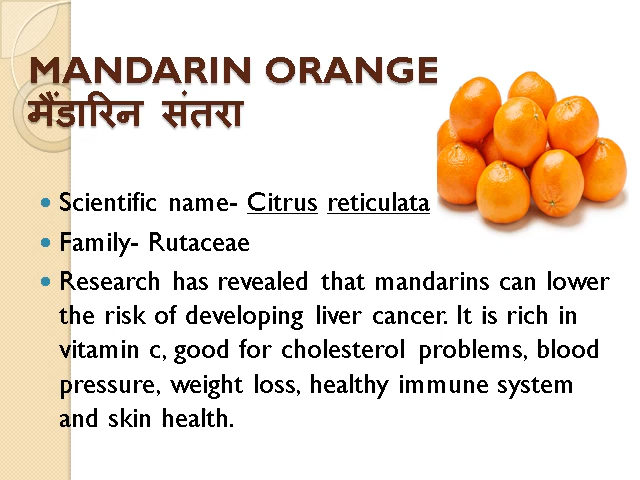 MANDARIN ORANGE
मैंडारिन संतरा
• Scientific name- Citrus reticulata
• Family- Rutaceae
• Research has revealed that mandarins can lower
the risk of developing liver cancer. It is rich in
vitamin c, good for cholesterol problems, blood
pressure, weight loss, healthy immune system
and skin health.